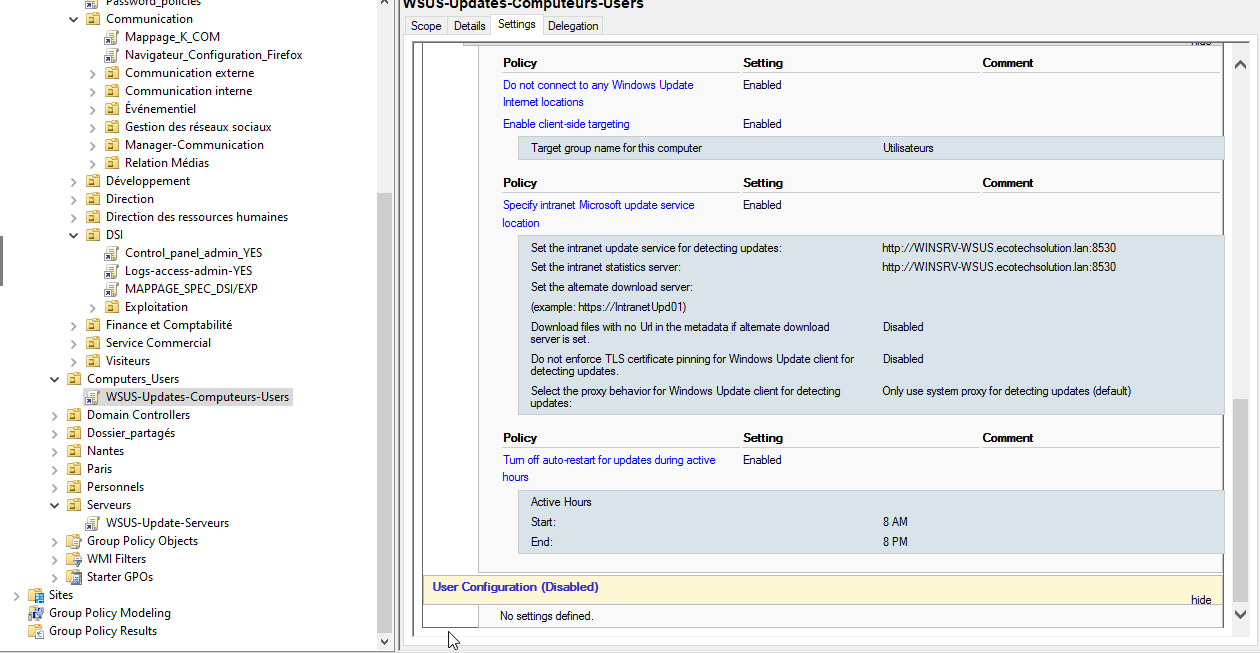 Password_policies
Communication
Mappage_K_COM
Navigateur_Configuration_Firefox
Communication externe
Communication interne
Événementiel
Gestion des réseaux sociaux
Manager-Communication
Relation Médias
Développement
Direction
Direction des ressources humaines
DSI
Control_panel_admin_YES
Logs-access-admin-YES
MAPPAGE_SPEC_DSI/EXP
Exploitation
Finance et Comptabilité
Service Commercial
Visiteurs
Computers_Users
WSUS-Updates-Computeurs-Users
Domain Controllers
Dossier_partagés
Nantes
Paris
Personnels
Serveurs
WSUS-Update-Serveurs
Group Policy Objects
WMI Filters
Starter GPOs
Sites
Group Policy Modeling
Group Policy Results
WSUS-Updates-Computeurs-Users
Scope Details Settings Delegation
hide
Policy Setting Comment
Do not connect to any Windows Update Enabled
Internet locations
Enable client-side targeting Enabled
Target group name for this computer Utilisateurs
Policy Setting Comment
Specify intranet Microsoft update service Enabled
location
Set the intranet update service for detecting updates: http://WINSRV-WSUS.ecotechsolution.lan:8530
Set the intranet statistics server: http://WINSRV-WSUS.ecotechsolution.lan:8530
Set the alternate download server:
(example: https://IntranetUpd01)
Download files with no Url in the metadata if alternate download Disabled
server is set.
Do not enforce TLS certificate pinning for Windows Update client for Disabled
detecting updates.
Select the proxy behavior for Windows Update client for detecting Only use system proxy for detecting updates (default)
updates:
Policy Setting Comment
Turn off auto-restart for updates during active Enabled
hours
Active Hours
Start: 8 AM
End: 8 PM
User Configuration (Disabled)
hide
No settings defined.